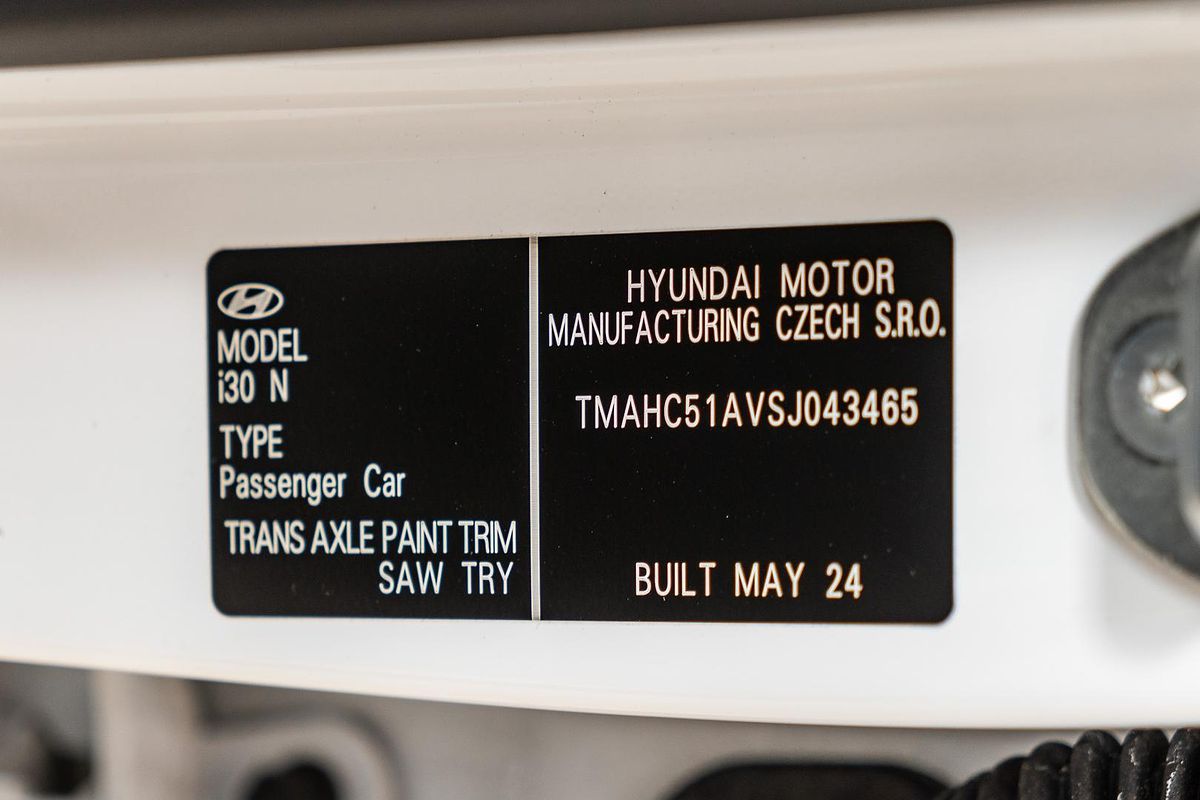 MODEL
i30 N
TYPE
Passenger Car
TRANS AXLE PAINT TRIM
SAW TRY
HYUNDAI MOTOR
MANUFACTURING CZECH S.R.O.
TMAHC51AVSJ043465
BUILT MAY 24